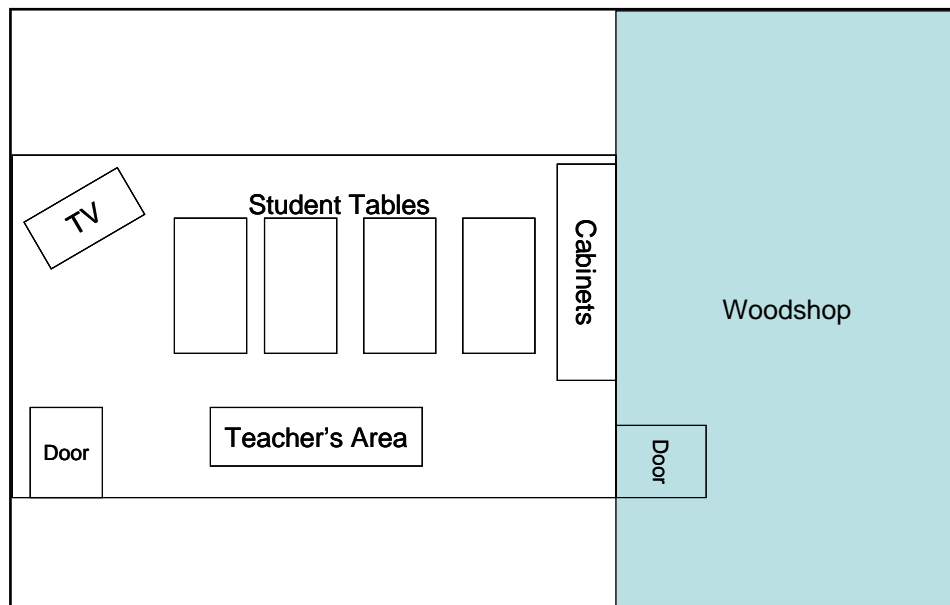 TV
Student Tables
Cabinets
Woodshop
Door
Teacher's Area
Door